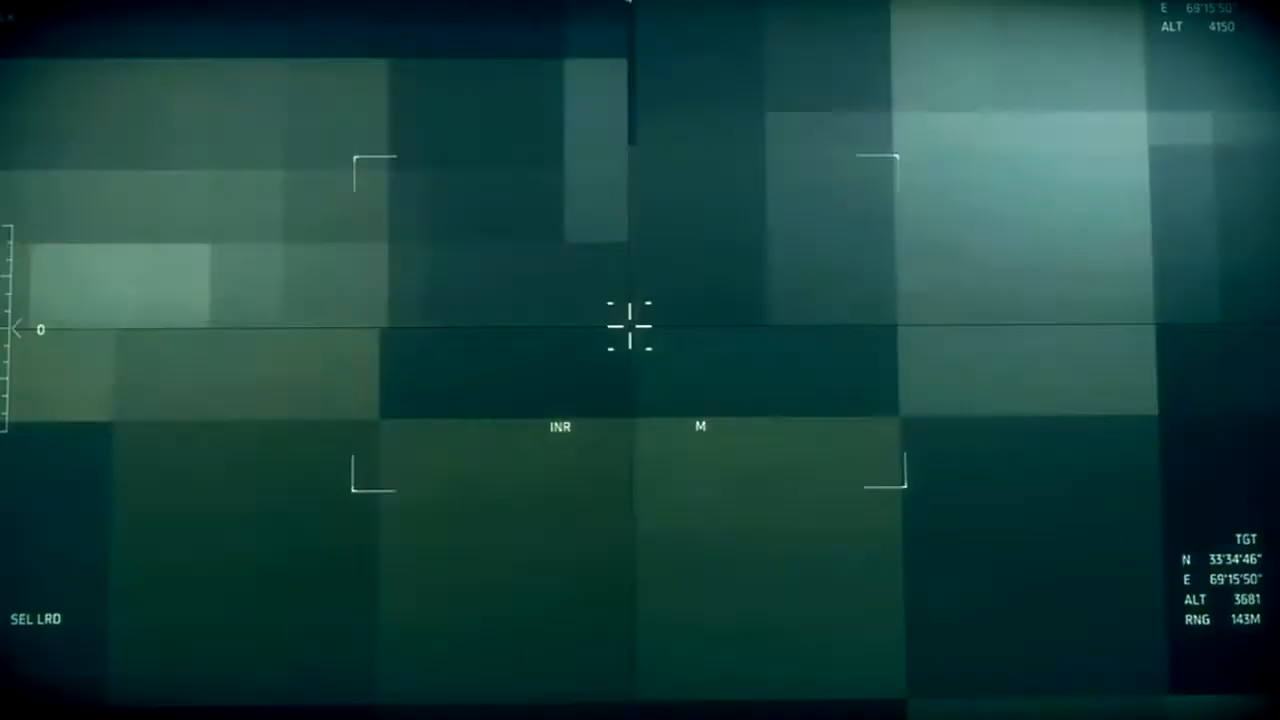 E 69°15'50"
ALT 4150
0
INR M
TGT
N 33°34'46"
E 69°15'50"
ALT 3681
SEL LRD
RNG 143M